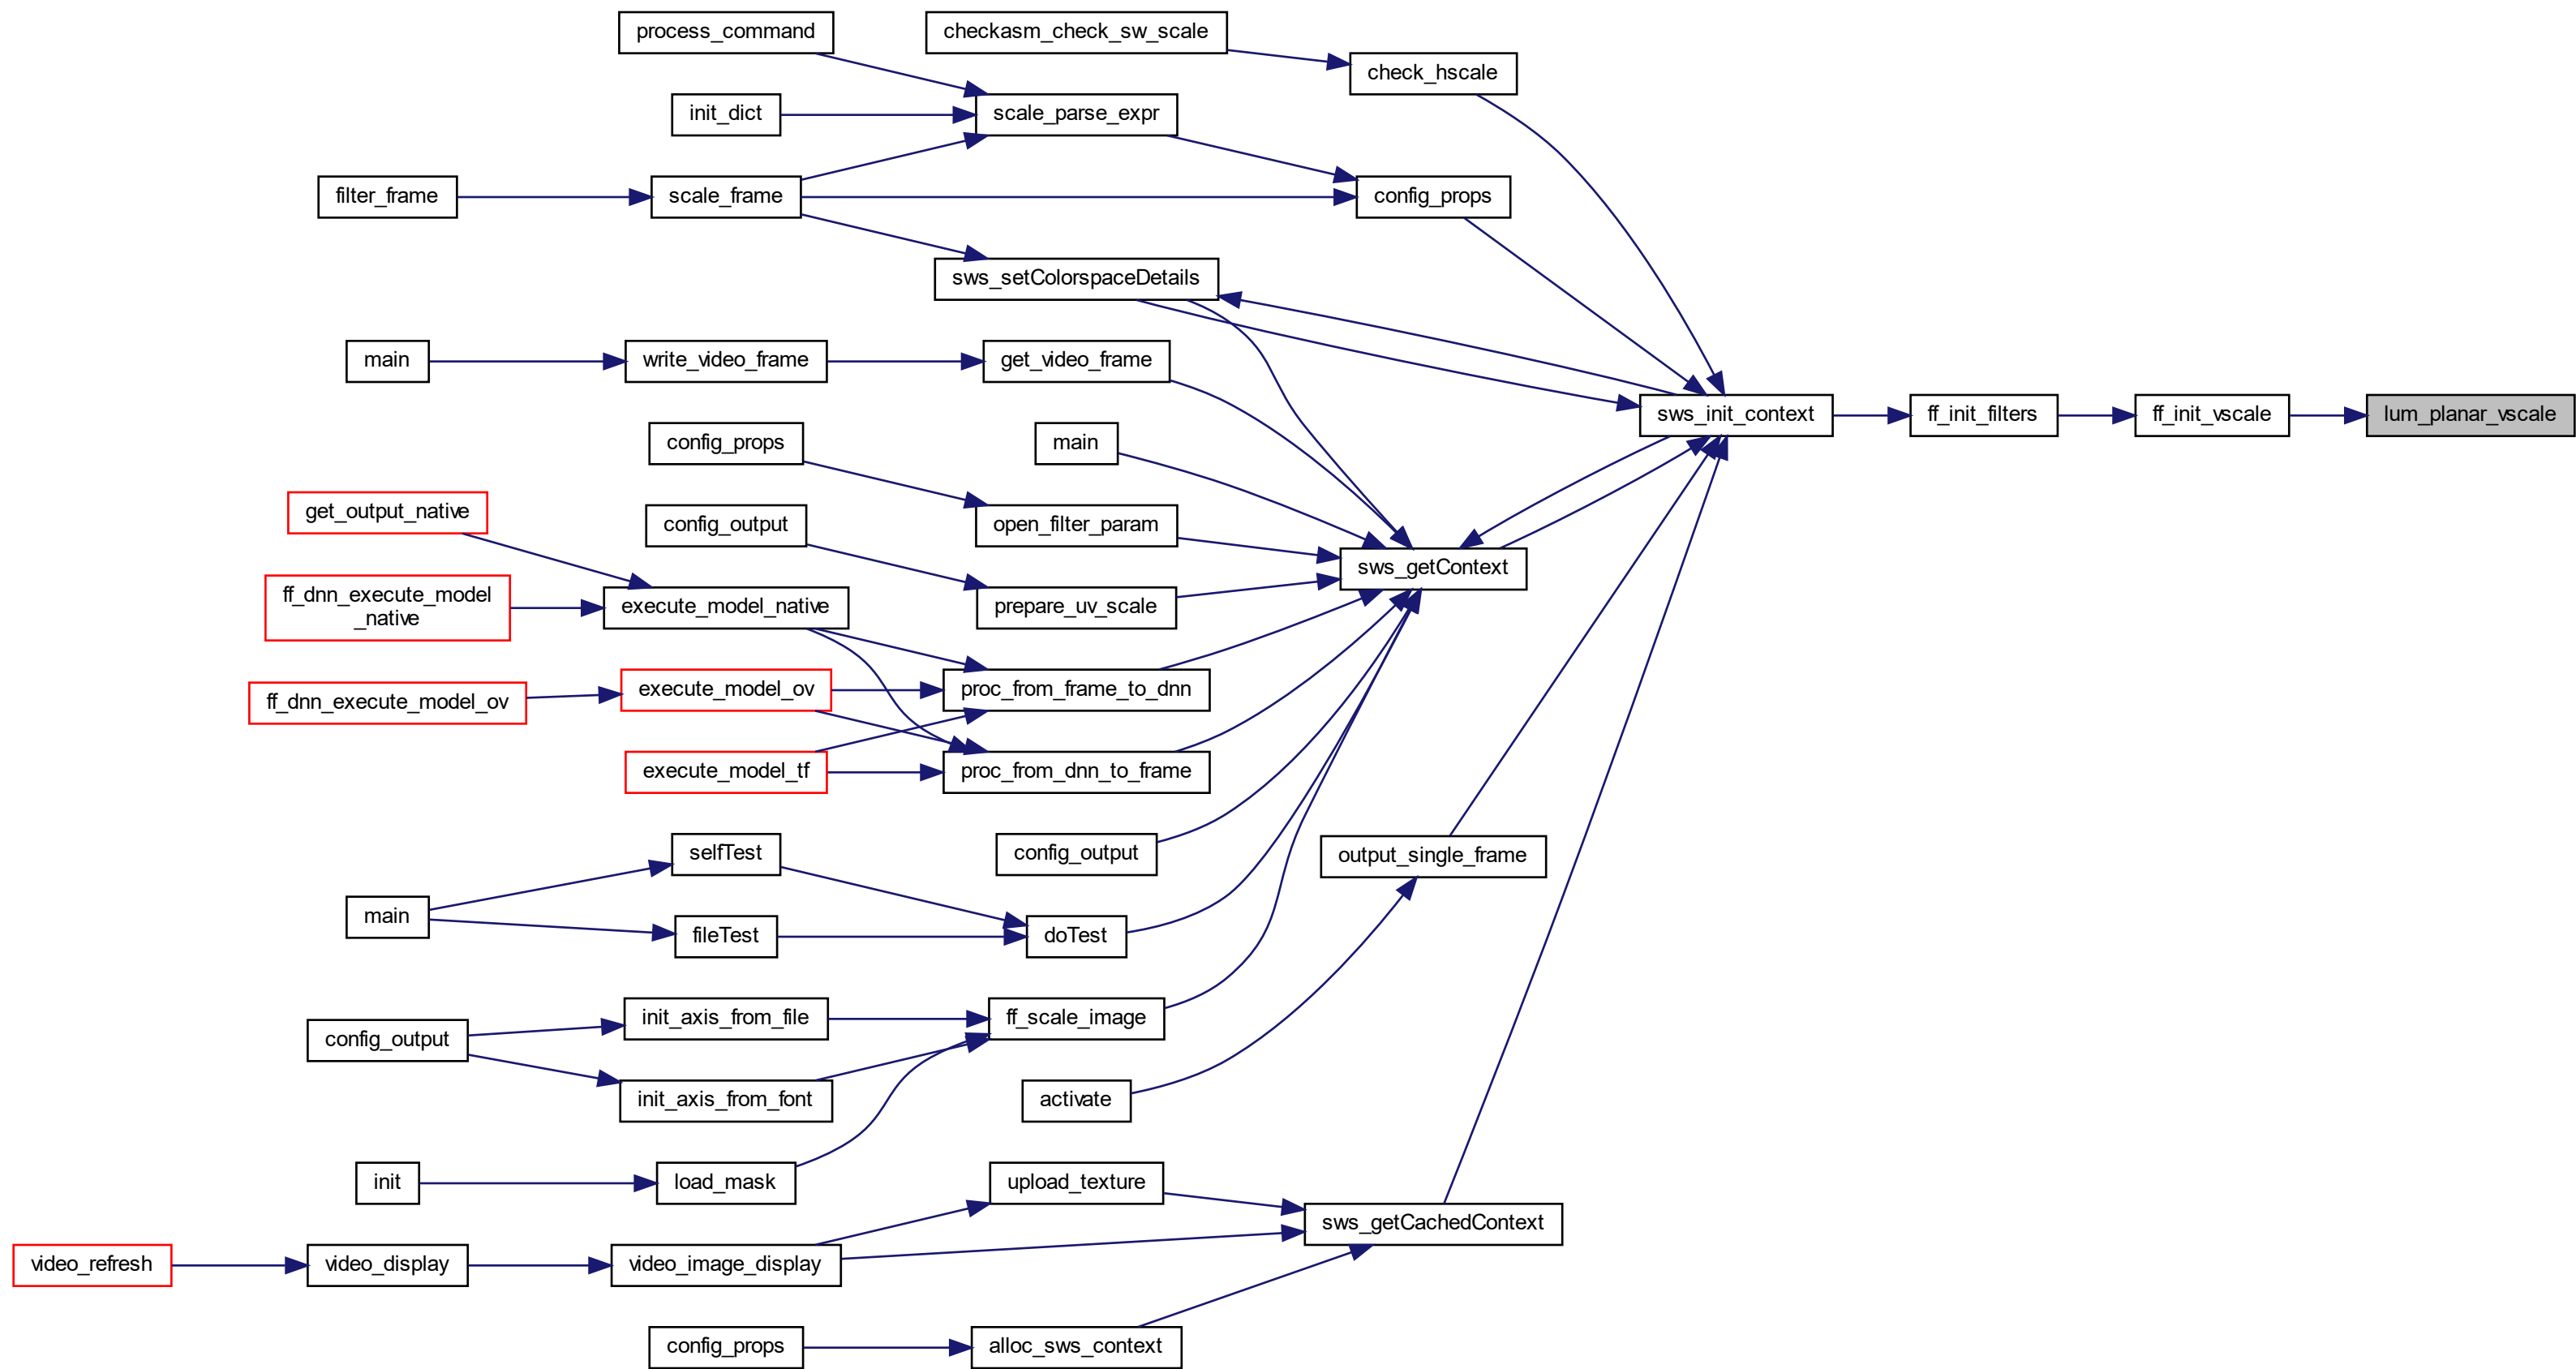 process_command
checkasm_check_sw_scale
check_hscale
init_dict
scale_parse_expr
filter_frame
scale_frame
config_props
sws_setColorspaceDetails
main
write_video_frame
get_video_frame
sws_init_context
ff_init_filters
ff_init_vscale
lum_planar_vscale
config_props
main
get_output_native
config_output
open_filter_param
sws_getContext
ff_dnn_execute_model
_native
execute_model_native
prepare_uv_scale
ff_dnn_execute_model_ov
execute_model_ov
proc_from_frame_to_dnn
execute_model_tf
proc_from_dnn_to_frame
selfTest
config_output
output_single_frame
main
fileTest
doTest
config_output
init_axis_from_file
ff_scale_image
init_axis_from_font
activate
init
load_mask
upload_texture
sws_getCachedContext
video_refresh
video_display
video_image_display
config_props
alloc_sws_context